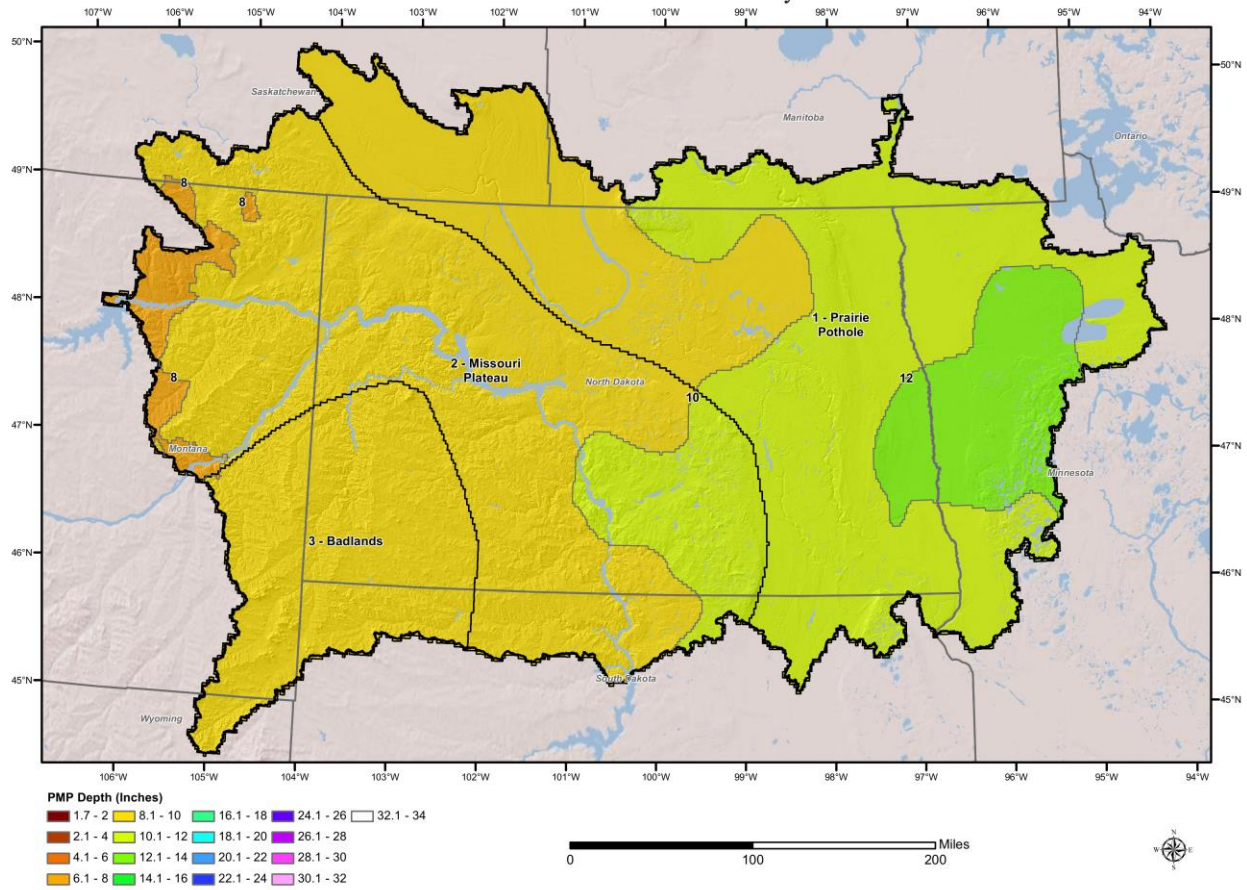 107°W 106°W 105°W 104°W 103°W 102°W 101°W 100°W 99°W 98°W 97°W 96°W 95°W 94°W
50°N 50°N
Saskatchewan
Manitoba
Ontario
49°N 49°N
8
8
48°N 48°N
1 - Prairie
Pothole
2 - Missouri
Plateau
North Dakota
8
12
10
47°N 47°N
Montana
Minnesota
3 - Badlands
46°N 46°N
45°N 45°N
South Dakota
Wyoming
106°W 105°W 104°W 103°W 102°W 101°W 100°W 99°W 98°W 97°W 96°W 95°W 94°W
PMP Depth (Inches)
1.7 - 2 8.1 - 10 16.1 - 18 24.1 - 26 32.1 - 34
2.1 - 4 10.1 - 12 18.1 - 20 26.1 - 28
4.1 - 6 12.1 - 14 20.1 - 22 28.1 - 30
6.1 - 8 14.1 - 16 22.1 - 24 30.1 - 32
Miles
0 100 200
N
W E
S